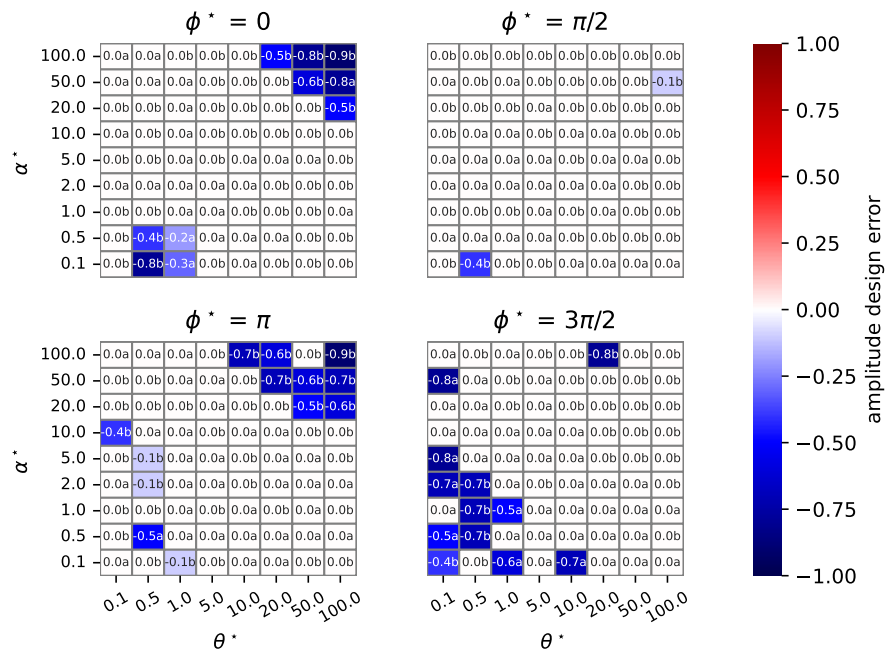 ϕ* = 0
α*
100.0 0.0a 0.0a 0.0b 0.0b 0.0b -0.5b -0.8b -0.9b
50.0 0.0a 0.0b 0.0b 0.0a 0.0a 0.0b -0.6b -0.8a
20.0 0.0b 0.0b 0.0b 0.0a 0.0b 0.0b 0.0b -0.5b
10.0 0.0a 0.0b 0.0a 0.0a 0.0a 0.0b 0.0b 0.0b
5.0 0.0b 0.0b 0.0a 0.0a 0.0a 0.0b 0.0b 0.0b
2.0 0.0a 0.0a 0.0a 0.0a 0.0b 0.0a 0.0a 0.0a
1.0 0.0b 0.0b 0.0b 0.0a 0.0a 0.0b 0.0b 0.0a
0.5 0.0b -0.4b -0.2a 0.0a 0.0a 0.0b 0.0b 0.0b
0.1 0.0b -0.8b -0.3a 0.0a 0.0a 0.0a 0.0a 0.0a
ϕ* = π/2
0.0b 0.0b 0.0b 0.0b 0.0b 0.0b 0.0b 0.0b
0.0a 0.0b 0.0b 0.0a 0.0a 0.0b 0.0b -0.1b
0.0b 0.0b 0.0b 0.0b 0.0a 0.0b 0.0a 0.0a
0.0a 0.0a 0.0a 0.0a 0.0a 0.0b 0.0b 0.0b
0.0b 0.0b 0.0a 0.0a 0.0a 0.0b 0.0b 0.0b
0.0a 0.0a 0.0a 0.0a 0.0b 0.0a 0.0a 0.0a
0.0b 0.0b 0.0b 0.0a 0.0a 0.0b 0.0b 0.0a
0.0a 0.0b 0.0a 0.0a 0.0a 0.0b 0.0b 0.0b
0.0b -0.4b 0.0b 0.0a 0.0a 0.0a 0.0a 0.0a
ϕ* = π
α*
100.0 0.0a 0.0a 0.0a 0.0b -0.7b -0.6b 0.0b -0.9b
50.0 0.0b 0.0b 0.0a 0.0a 0.0a -0.7b -0.6b -0.7b
20.0 0.0b 0.0b 0.0a 0.0a 0.0b 0.0b -0.5b -0.6b
10.0 -0.4b 0.0a 0.0a 0.0a 0.0a 0.0b 0.0a 0.0b
5.0 0.0b -0.1b 0.0a 0.0a 0.0a 0.0b 0.0b 0.0b
2.0 0.0a -0.1b 0.0a 0.0a 0.0b 0.0a 0.0a 0.0a
1.0 0.0b 0.0b 0.0a 0.0a 0.0a 0.0b 0.0b 0.0a
0.5 0.0b -0.5a 0.0a 0.0a 0.0a 0.0b 0.0b 0.0b
0.1 0.0a 0.0b -0.1b 0.0a 0.0a 0.0a 0.0a 0.0a
0.1 0.5 1.0 5.0 10.0 20.0 50.0 100.0
θ*
ϕ* = 3π/2
0.0a 0.0a 0.0b 0.0b 0.0b -0.8b 0.0b 0.0b
-0.8a 0.0b 0.0b 0.0a 0.0a 0.0b 0.0b 0.0b
0.0a 0.0a 0.0a 0.0a 0.0b 0.0b 0.0a 0.0a
0.0b 0.0a 0.0a 0.0a 0.0a 0.0b 0.0b 0.0b
-0.8a 0.0a 0.0a 0.0a 0.0a 0.0b 0.0b 0.0b
-0.7a -0.7b 0.0a 0.0a 0.0b 0.0a 0.0a 0.0a
0.0a -0.7b -0.5a 0.0a 0.0a 0.0b 0.0b 0.0a
-0.5a -0.7b 0.0a 0.0a 0.0a 0.0b 0.0b 0.0b
-0.4b 0.0b -0.6a 0.0a -0.7a 0.0a 0.0a 0.0a
0.1 0.5 1.0 5.0 10.0 20.0 50.0 100.0
θ*
1.00
0.75
0.50
0.25
0.00
−0.25
−0.50
−0.75
−1.00
amplitude design error